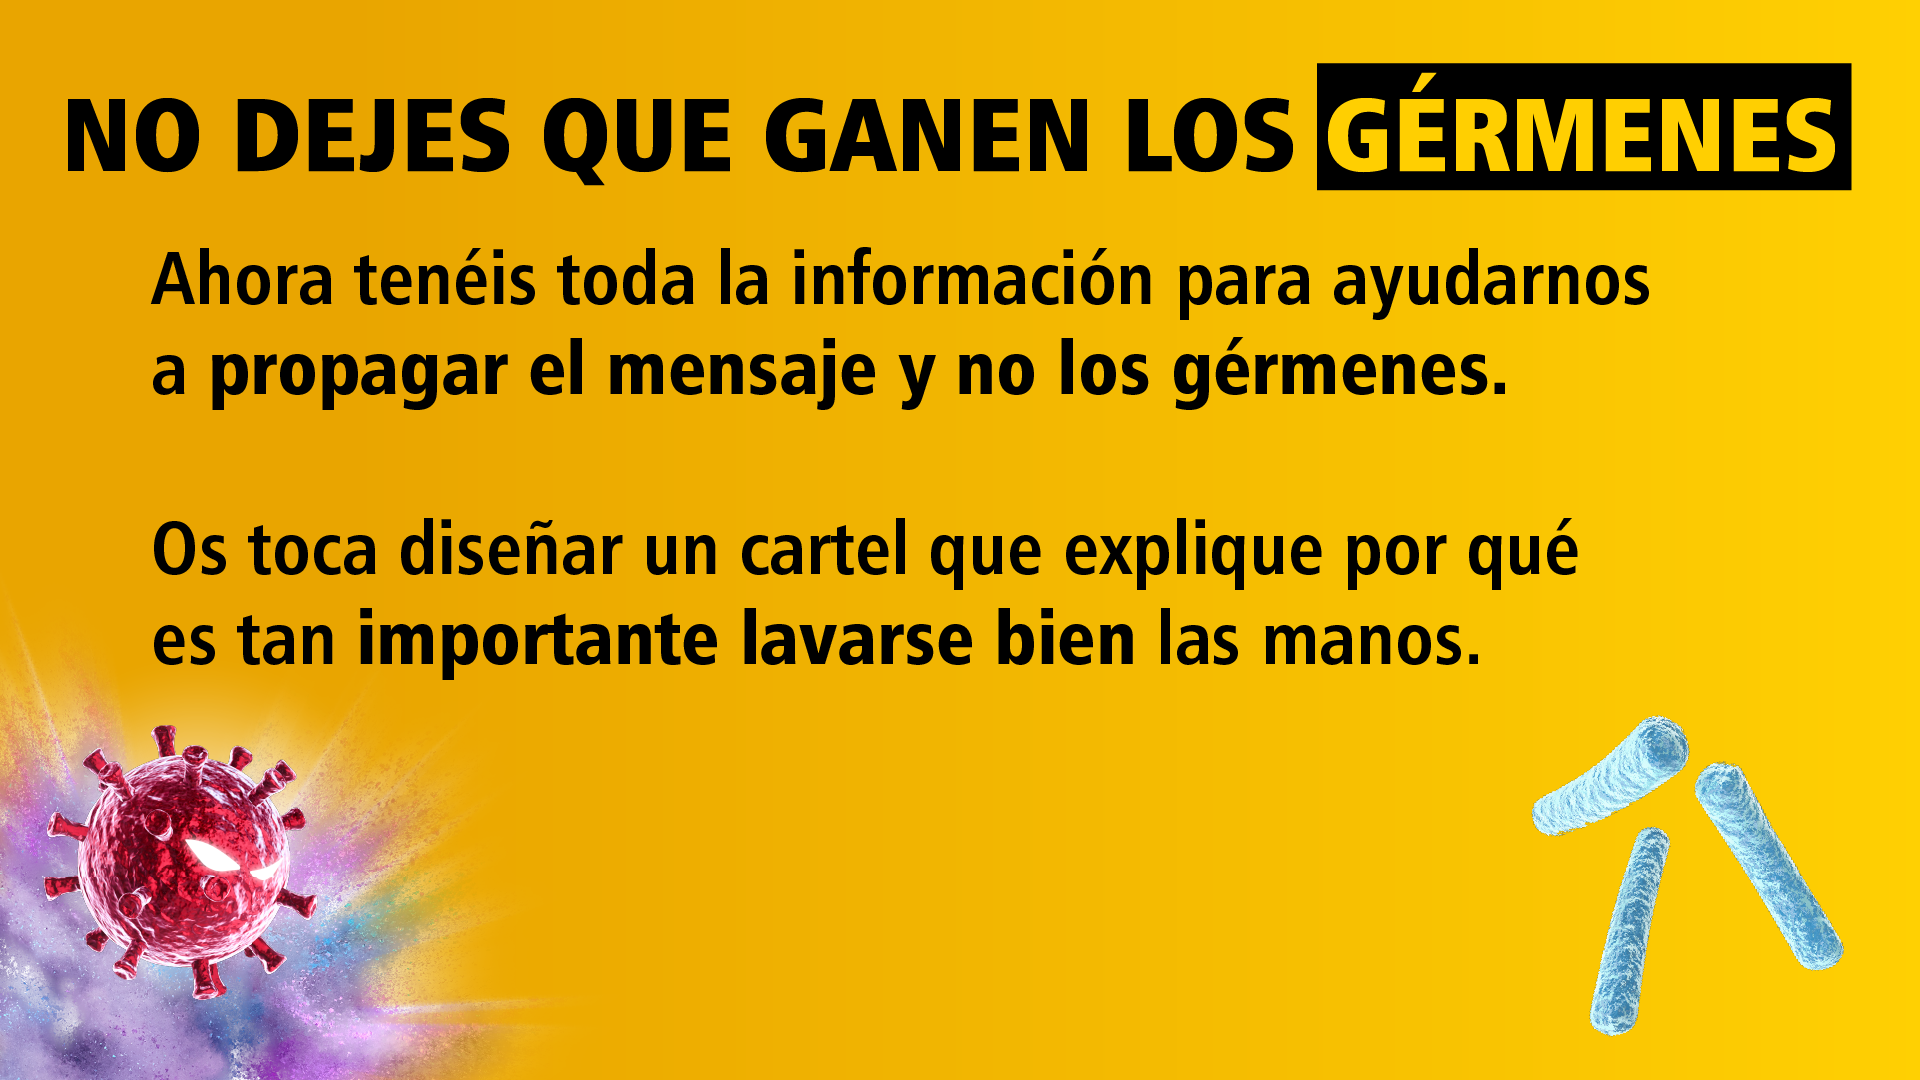 NO DEJES QUE GANEN LOS GÉRMENES
Ahora tenéis toda la información para ayudarnos
a propagar el mensaje y no los gérmenes.
Os toca diseñar un cartel que explique por qué
es tan importante lavarse bien las manos.